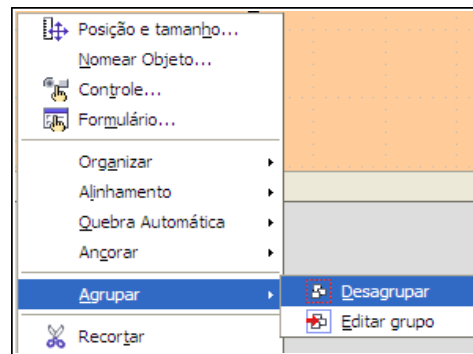 Posição e tamanho...
Nomear Objeto...
Controle...
Formulário...
Organizar
Alinhamento
Quebra Automática
Ancorar
Agrupar
Desagrupar
Editar grupo
Recortar